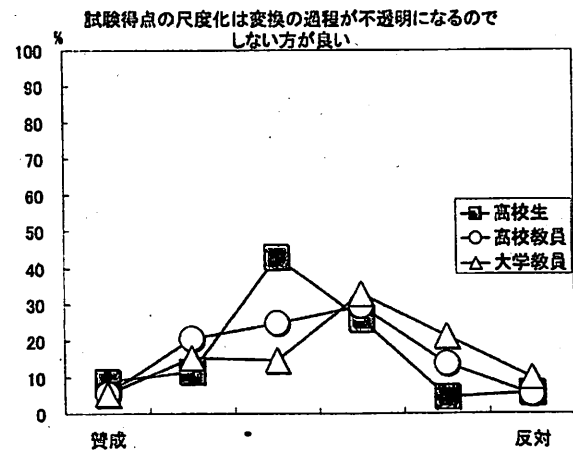 試験得点の尺度化は変換の過程が不透明になるので
しない方が良い
%
100
90
80
70
60
50
40
30
20
10
0
高校生
高校教員
大学教員
賛成
反対